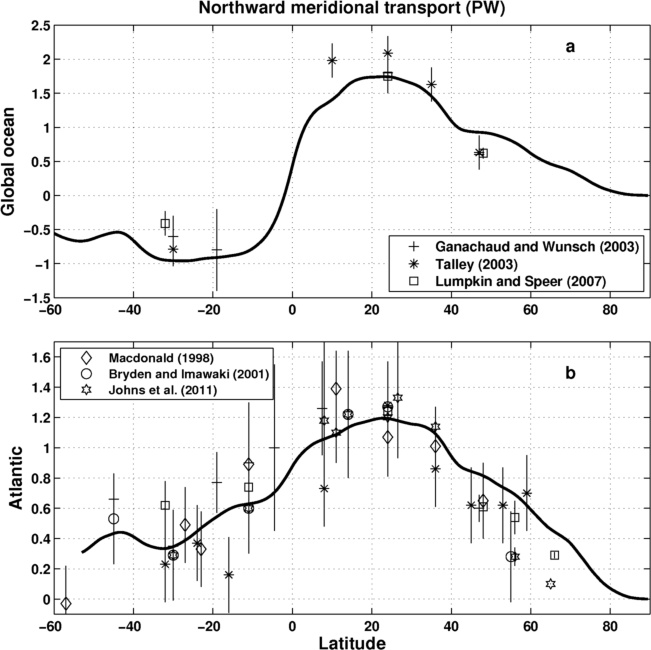 Northward meridional transport (PW)
a
Global ocean
2.5
2
1.5
1
0.5
0
−0.5
−1
−1.5
Ganachaud and Wunsch (2003)
Talley (2003)
Lumpkin and Speer (2007)
−60 −40 −20 0 20 40 60 80
b
Macdonald (1998)
Bryden and Imawaki (2001)
Johns et al. (2011)
Atlantic
1.6
1.4
1.2
1
0.8
0.6
0.4
0.2
0
−60 −40 −20 0 20 40 60 80
Latitude